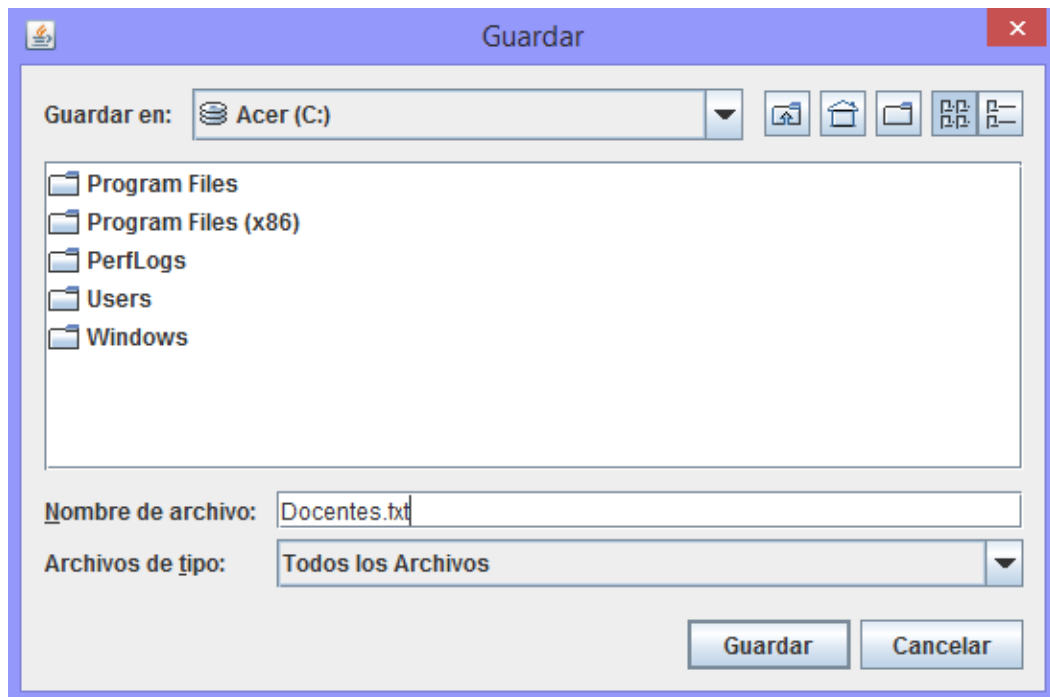 Guardar
Guardar en: Acer (C:)
Program Files
Program Files (x86)
PerfLogs
Users
Windows
Nombre de archivo: Docentes.txt
Archivos de tipo: Todos los Archivos
Guardar Cancelar